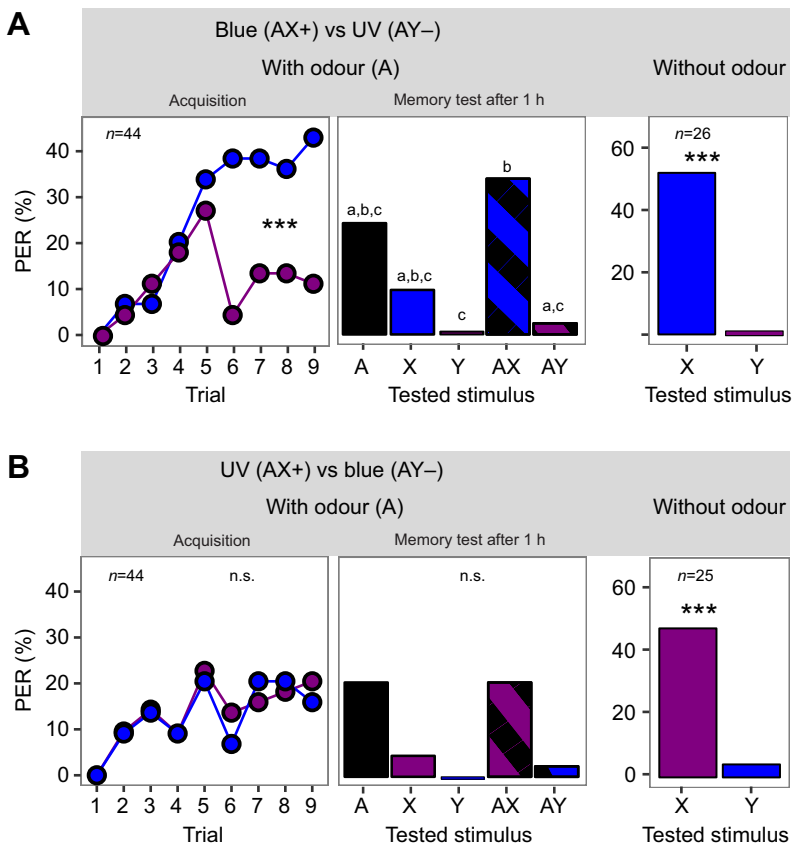 A
Blue (AX+) vs UV (AY–)
With odour (A)
Without odour
Acquisition
Memory test after 1 h
n=44
n=26
PER (%)
40
30
20
10
0
***
a,b,c
a,b,c
c
b
a,c
60
40
20
***
1 2 3 4 5 6 7 8 9
A X Y AX AY
X Y
Trial
Tested stimulus
Tested stimulus
B
UV (AX+) vs blue (AY–)
With odour (A)
Without odour
Acquisition
Memory test after 1 h
n=44
n.s.
n.s.
n=25
PER (%)
40
30
20
10
0
60
40
20
0
***
1 2 3 4 5 6 7 8 9
A X Y AX AY
X Y
Trial
Tested stimulus
Tested stimulus